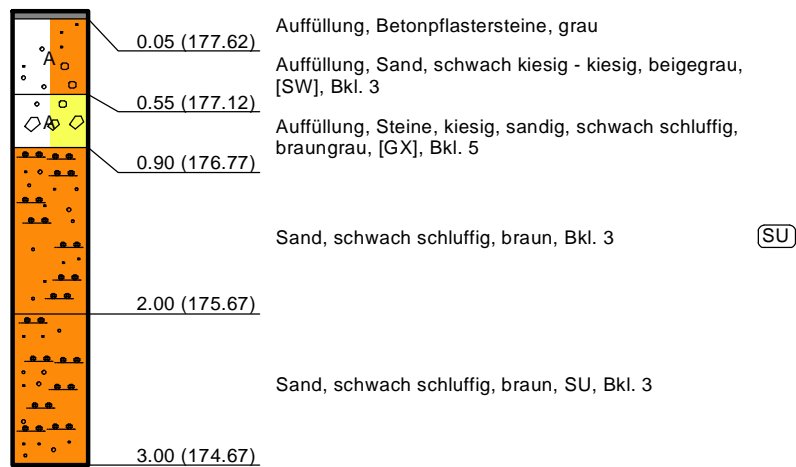 Auffüllung, Betonpflastersteine, grau
0.05 (177.62)
A
Auffüllung, Sand, schwach kiesig - kiesig, beigegrau,
[SW], Bkl. 3
0.55 (177.12)
A
Auffüllung, Steine, kiesig, sandig, schwach schluffig,
braungrau, [GX], Bkl. 5
0.90 (176.77)
Sand, schwach schluffig, braun, Bkl. 3
SU
2.00 (175.67)
Sand, schwach schluffig, braun, SU, Bkl. 3
3.00 (174.67)